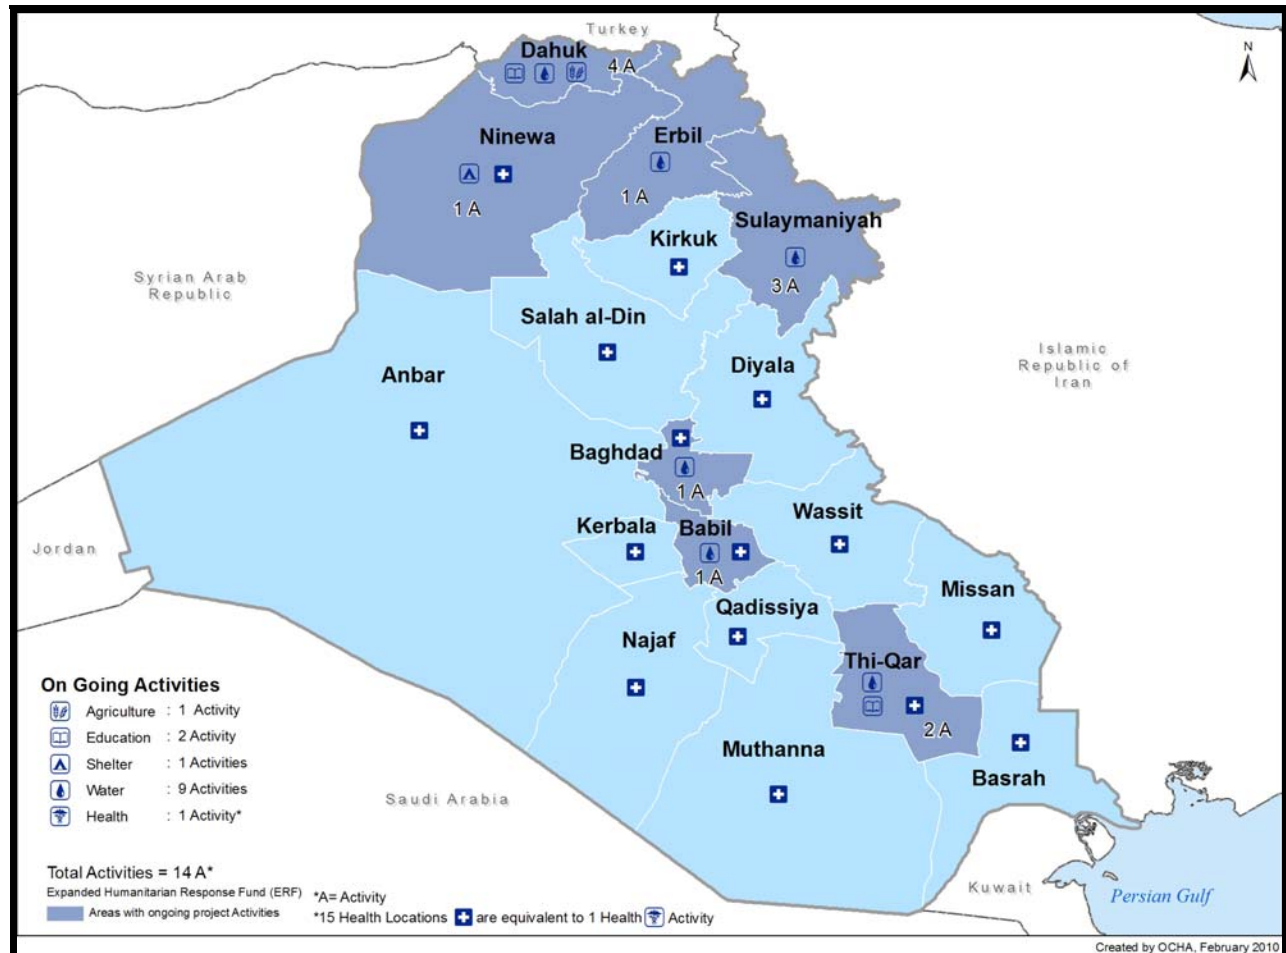 Turkey
N
Dahuk
4 A
Ninewa
1 A
Erbil
1 A
Sulaymaniyah
3 A
Kirkuk
Syrian Arab
Republic
Salah al-Din
Islamic
Republic of
Iran
Diyala
Anbar
Baghdad
1 A
Wassit
Kerbala
Babil
1 A
Jordan
Missan
Qadissiya
Najaf
Thi-Qar
2 A
Muthanna
Basrah
Saudi Arabia
Kuwait
Persian Gulf
On Going Activities
Agriculture : 1 Activity
Education : 2 Activity
Shelter : 1 Activities
Water : 9 Activities
Health : 1 Activity*
Total Activities = 14 A*
Expanded Humanitarian Response Fund (ERF)
Areas with ongoing project Activities
*A= Activity
*15 Health Locations are equivalent to 1 Health Activity
Created by OCHA, February 2010